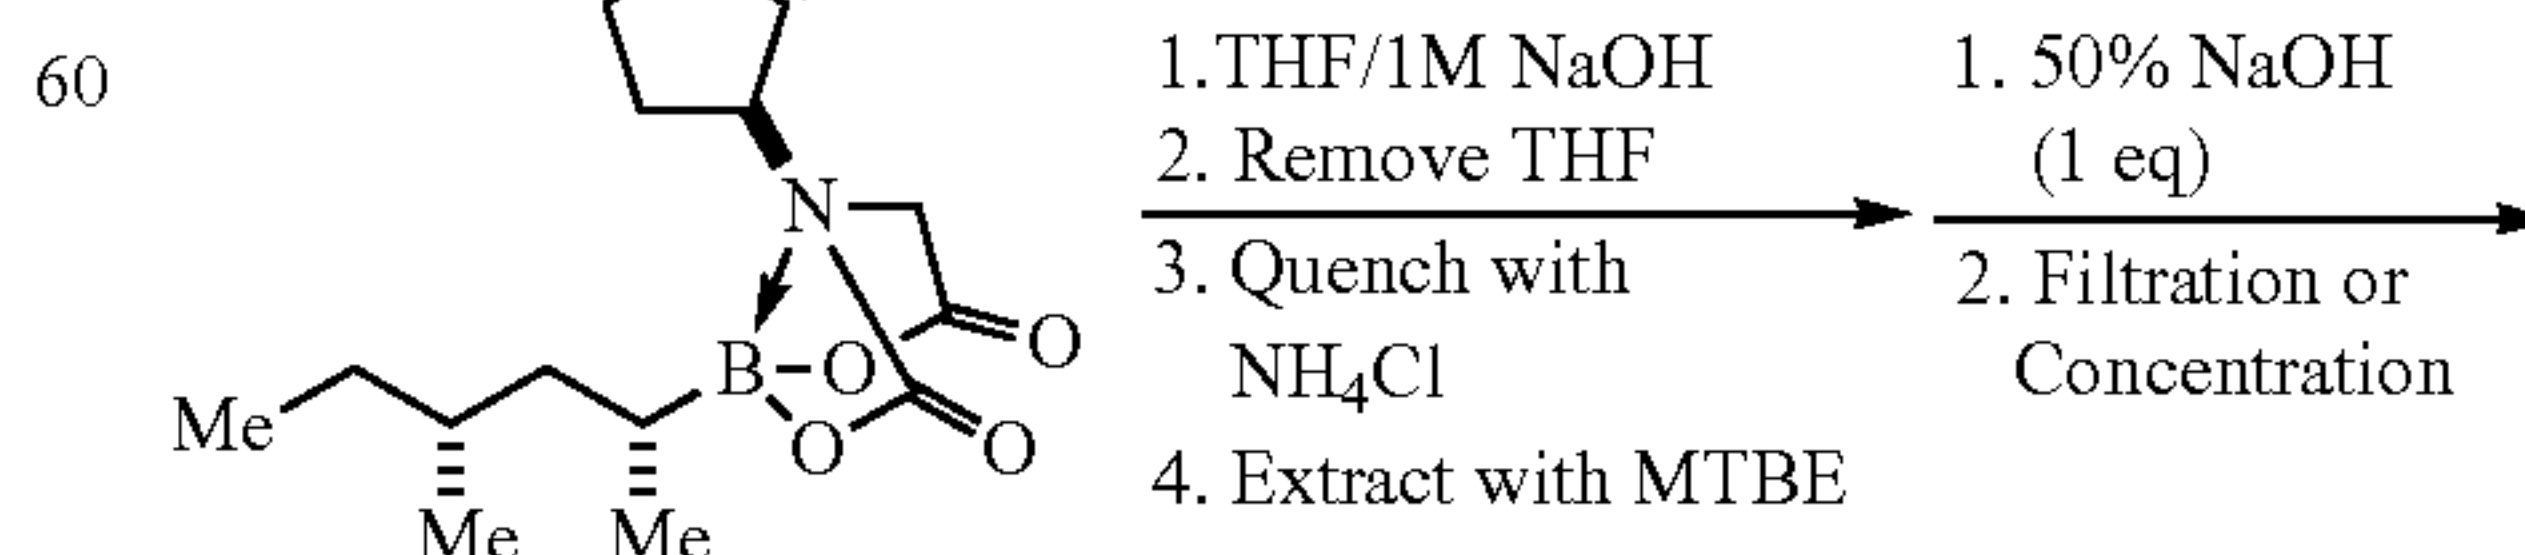 60
1.THF/1M NaOH
2. Remove THF
3. Quench with
NH4Cl
4. Extract with MTBE
1. 50% NaOH
(1 eq)
2. Filtration or
Concentration
N
B
O
O
O
O
Me
Me
Me